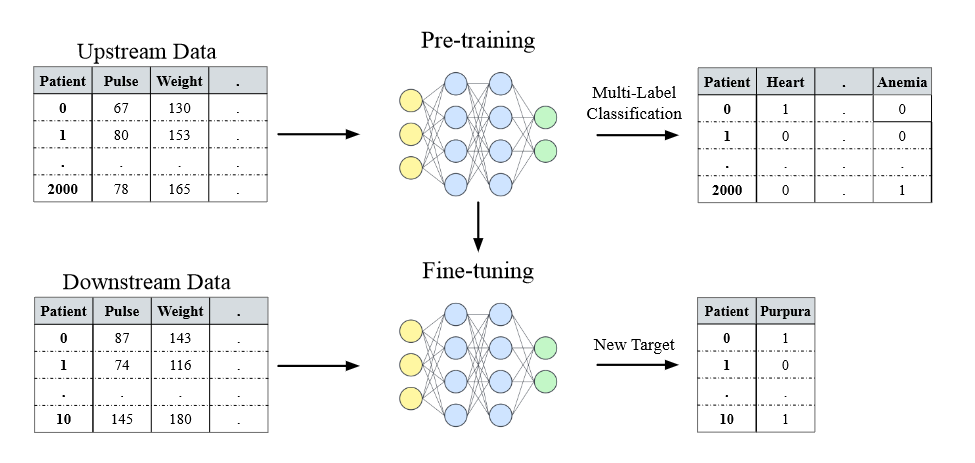 Upstream Data
Patient Pulse Weight .
0 67 130 .
1 80 153 .
. . . .
2000 78 165 .
Pre-training
Multi-Label
Classification
Patient Heart . Anemia
0 1 . 0
1 0 . 0
. . . .
2000 0 . 1
Downstream Data
Patient Pulse Weight .
0 87 143 .
1 74 116 .
. . . .
10 145 180 .
Fine-tuning
New Target
Patient Purpura
0 1
1 0
. .
10 1